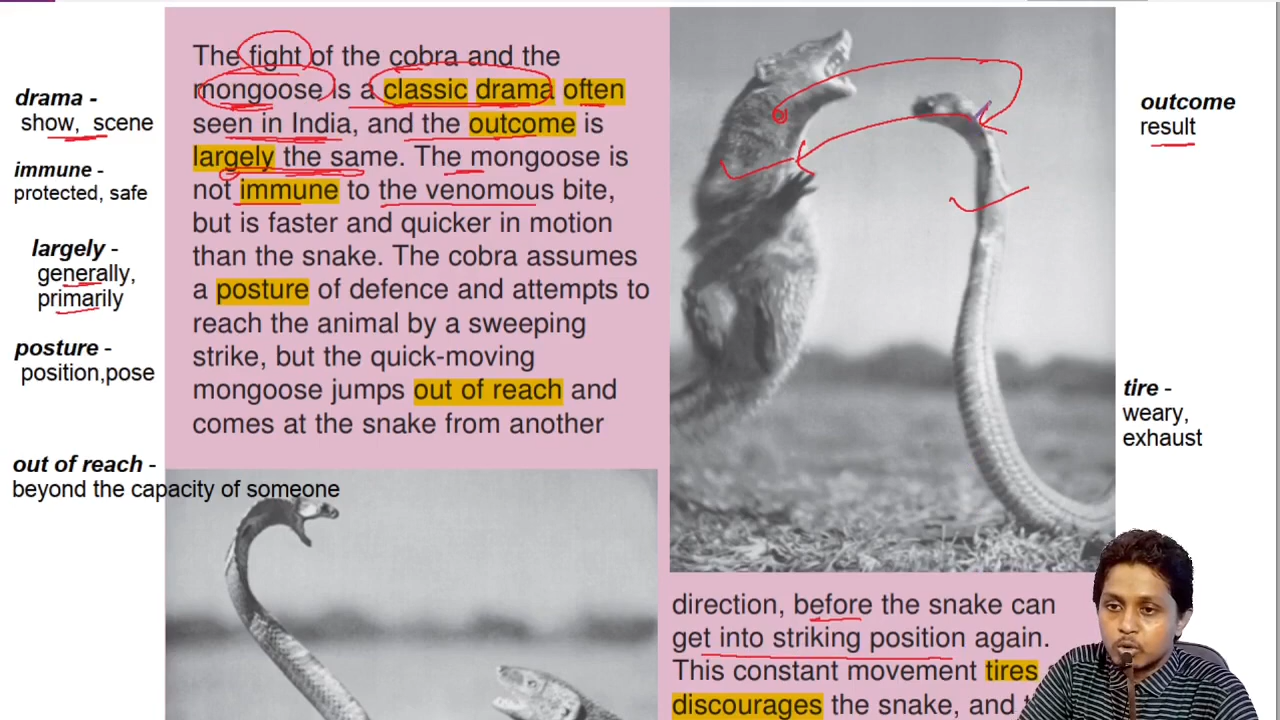 drama -
show, scene
immune -
protected, safe
largely -
generally,
primarily
posture -
position,pose
out of reach -
beyond the capacity of someone
The fight of the cobra and the
mongoose is a classic drama often
seen in India, and the outcome is
largely the same. The mongoose is
not immune to the venomous bite,
but is faster and quicker in motion
than the snake. The cobra assumes
a posture of defence and attempts to
reach the animal by a sweeping
strike, but the quick-moving
mongoose jumps out of reach and
comes at the snake from another
direction, before the snake can
get into striking position again.
This constant movement tires
discourages the snake, and
outcome
result
tire -
weary,
exhaust